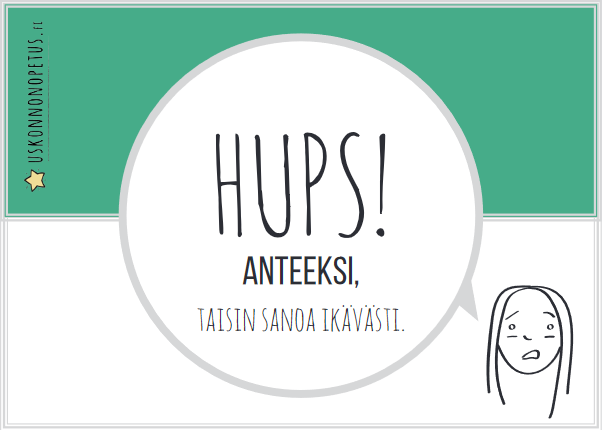 USKONNONOPETUS.FI
HUPS!
ANTEEKSI,
TAISIN SANOA IKÄVÄSTI.